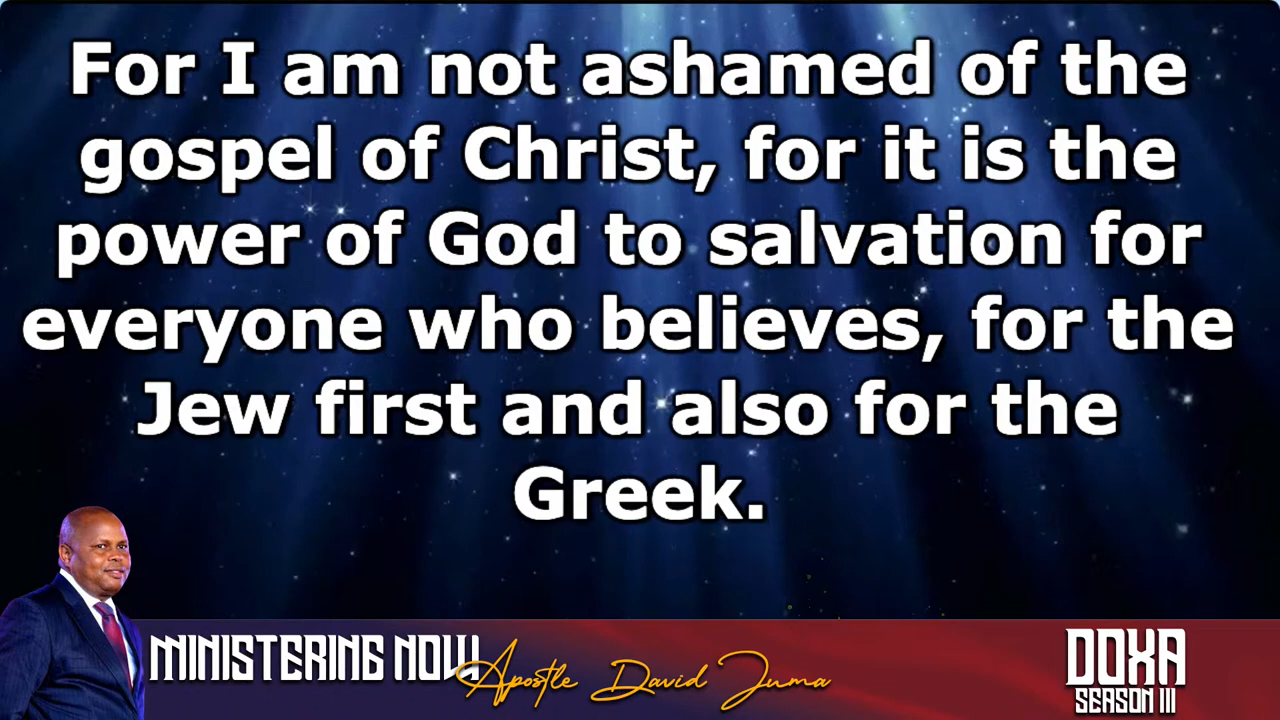 For I am not ashamed of the
gospel of Christ, for it is the
power of God to salvation for
everyone who believes, for the
Jew first and also for the
Greek.
MINISTERING NOW
Apostle David Juma
DOXA
SEASON III